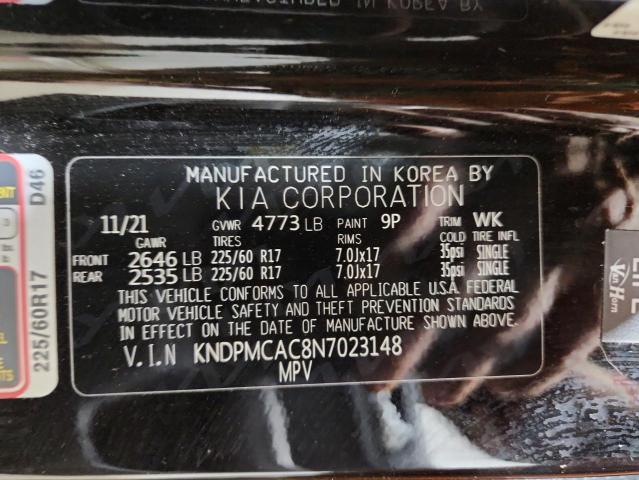 MANUFACTURED IN KOREA BY
KIA CORPORATION
11/21 GVWR 4773 LB PAINT 9P TRIM WK
GAWR TIRES RIMS COLD TIRE INFL
FRONT 2646 LB 225/60 R17 7.0Jx17 35psi SINGLE
REAR 2535 LB 225/60 R17 7.0Jx17 35psi SINGLE
THIS VEHICLE CONFORMS TO ALL APPLICABLE U.S.A. FEDERAL
MOTOR VEHICLE SAFETY AND THEFT PREVENTION STANDARDS
IN EFFECT ON THE DATE OF MANUFACTURE SHOWN ABOVE.
V.I.N KNDPMCAC8N7023148
MPV
225/60R17 D46
Van Horn